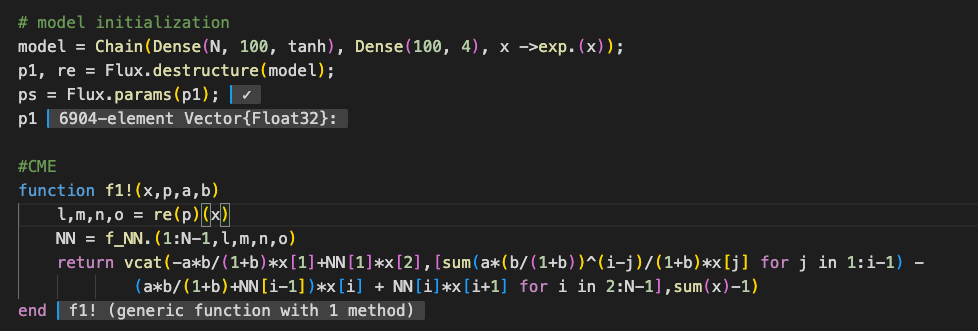 # model initialization
model = Chain(Dense(N, 100, tanh), Dense(100, 4), x ->exp.(x));
p1, re = Flux.destructure(model);
ps = Flux.params(p1); ✓
p1 6904-element Vector{Float32}:
#CME
function f1!(x,p,a,b)
l,m,n,o = re(p)(x)
NN = f_NN.(1:N-1,l,m,n,o)
return vcat(-a*b/(1+b)*x[1]+NN[1]*x[2],[sum(a*(b/(1+b))^(i-j)/(1+b)*x[j] for j in 1:i-1) -
(a*b/(1+b)+NN[i-1])*x[i] + NN[i]*x[i+1] for i in 2:N-1],sum(x)-1)
end f1! (generic function with 1 method)